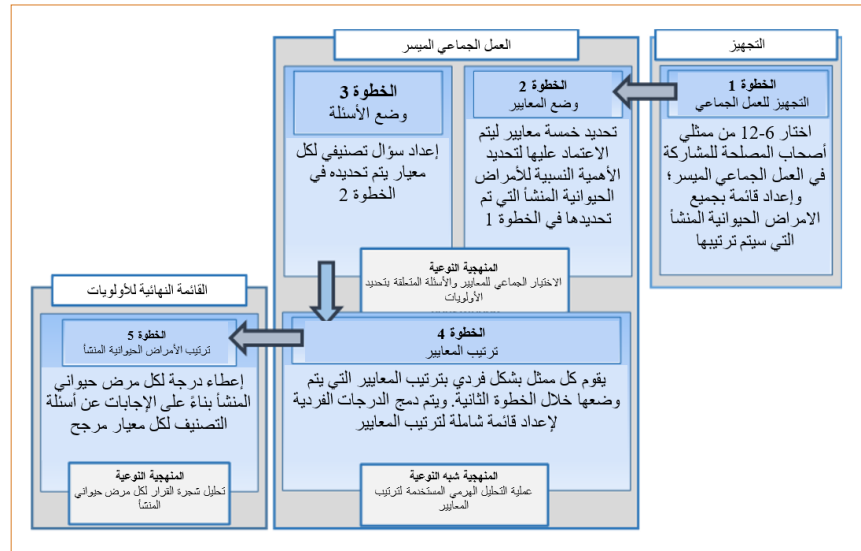 التجهيز
الخطوة 1
التجهيز للعمل الجماعي
اختار 6-12 من ممثلي
أصحاب المصلحة للمشاركة
في العمل الجماعي الميسر؛
وإعداد قائمة بجميع
الامراض الحيوانية المنشأ
التي سيتم ترتيبها
العمل الجماعي الميسر
الخطوة 2
وضع المعايير
تحديد خمسة معايير ليتم
الاعتماد عليها لتحديد
الأهمية النسبية للأمراض
الحيوانية المنشأ التي تم
تحديدها في الخطوة 1
الخطوة 3
وضع الأسئلة
إعداد سؤال تصنيفي لكل
معيار يتم تحديده في
الخطوة 2
المنهجية النوعية
الاختيار الجماعي للمعايير والأسئلة المتعلقة بتحديد
الأولويات
الخطوة 4
ترتيب المعايير
يقوم كل ممثل بشكل فردي بترتيب المعايير التي يتم
وضعها خلال الخطوة الثانية. ويتم دمج الدرجات الفردية
لإعداد قائمة شاملة لترتيب المعايير
المنهجية شبه النوعية
عملية التحليل الهرمي المستخدمة لترتيب
المعايير
القائمة النهائية للأولويات
الخطوة 5
ترتيب الأمراض الحيوانية المنشأ
إعطاء درجة لكل مرض حيواني
المنشأ بناءً على الإجابات عن أسئلة
التصنيف لكل معيار مرجح
المنهجية النوعية
تحليل شجرة القرار لكل مرض حيواني
المنشأ